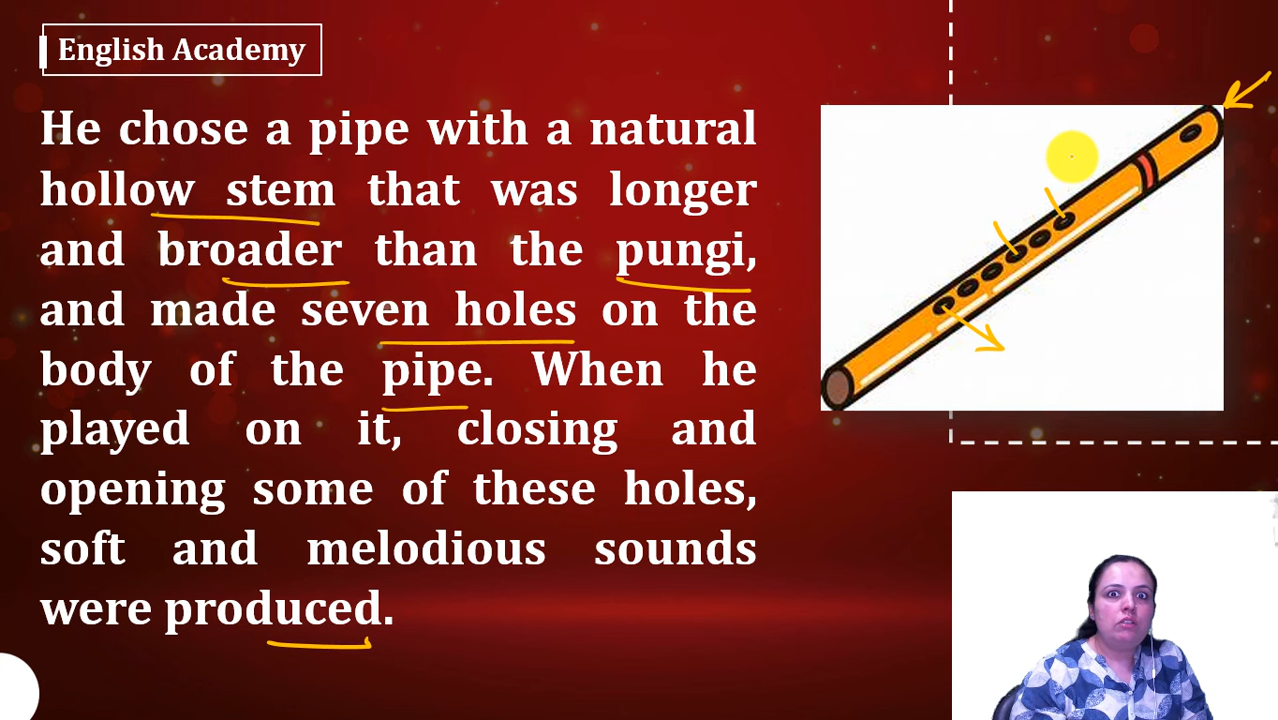 English Academy
He chose a pipe with a natural
hollow stem that was longer
and broader than the pungi,
and made seven holes on the
body of the pipe. When he
played on it, closing and
opening some of these holes,
soft and melodious sounds
were produced.